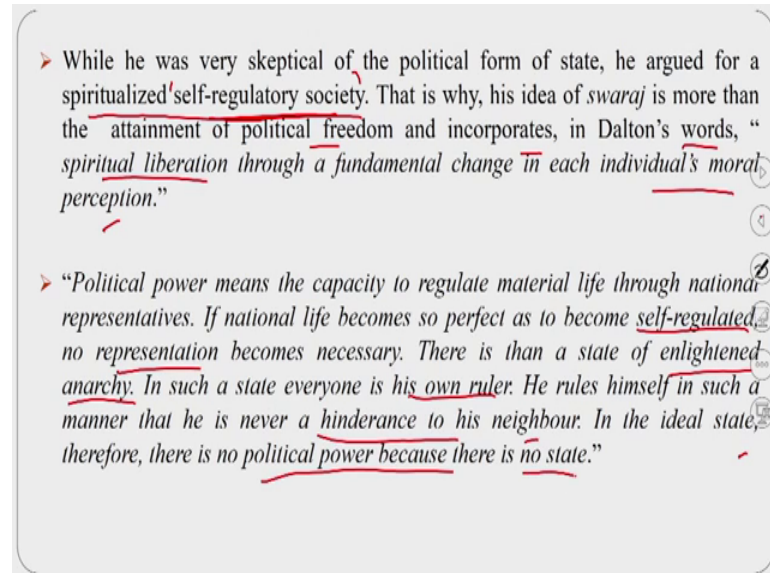 ➤ While he was very skeptical of the political form of state, he argued for a
spiritualized self-regulatory society. That is why, his idea of swaraj is more than
the attainment of political freedom and incorporates, in Dalton's words, “
spiritual liberation through a fundamental change in each individual's moral
perception.”
➤ “Political power means the capacity to regulate material life through national
representatives. If national life becomes so perfect as to become self-regulated,
no representation becomes necessary. There is than a state of enlightened
anarchy. In such a state everyone is his own ruler. He rules himself in such a
manner that he is never a hinderance to his neighbour. In the ideal state,
therefore, there is no political power because there is no state.”